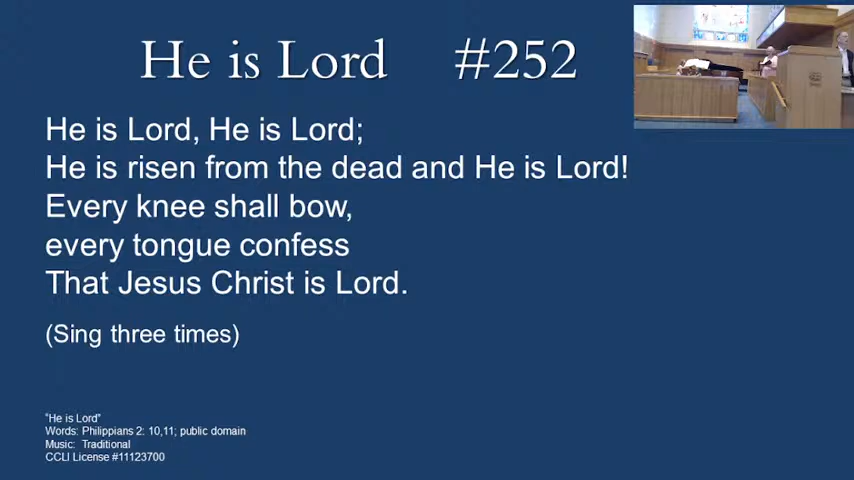 He is Lord #252
He is Lord, He is Lord;
He is risen from the dead and He is Lord!
Every knee shall bow,
every tongue confess
That Jesus Christ is Lord.
(Sing three times)
"He is Lord"
Words: Philippians 2: 10,11; public domain
Music: Traditional
CCLI License #11123700